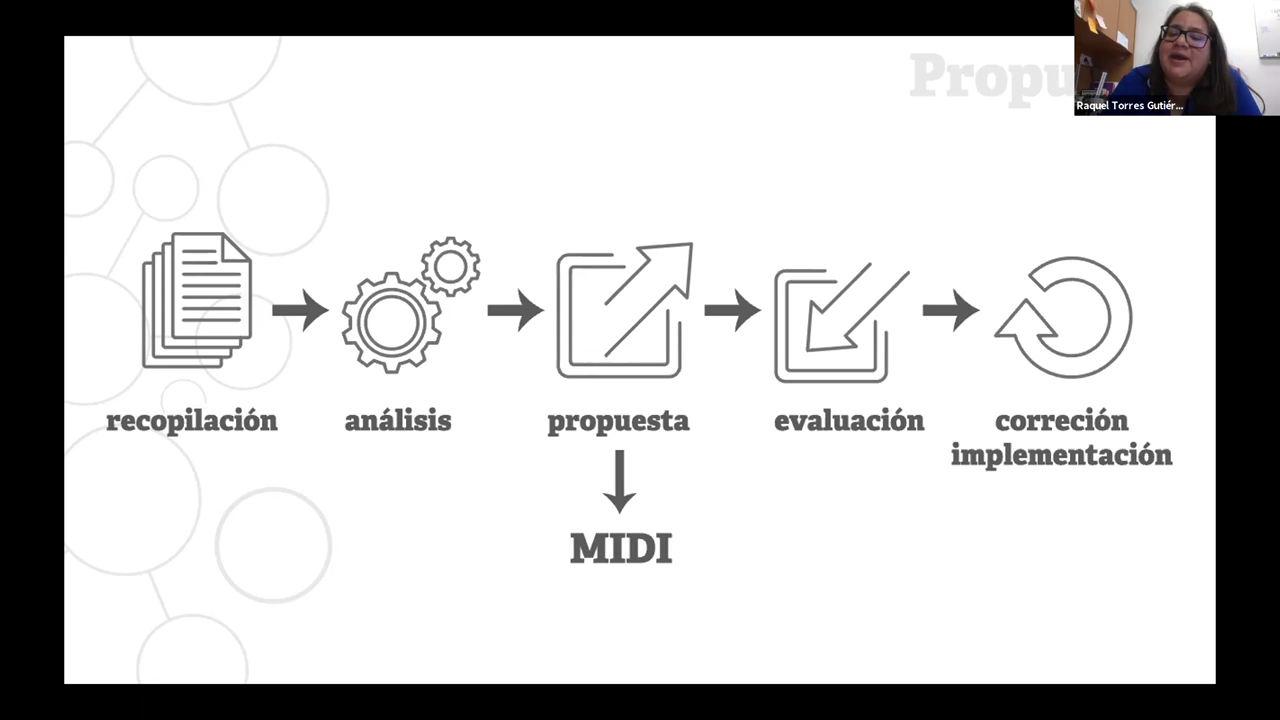 Propu
Raquel Torres Gutiér...
recopilación
análisis
propuesta
evaluación
correción
implementación
MIDI